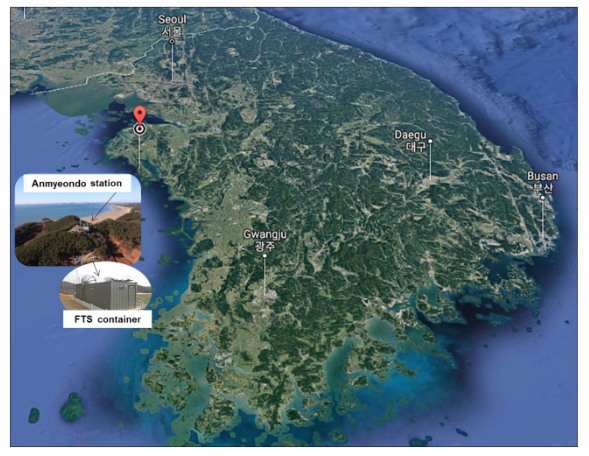 Seoul
서울
Daegu
대구
Busan
부산
Anmyeondo station
Gwangju
광주
FTS container